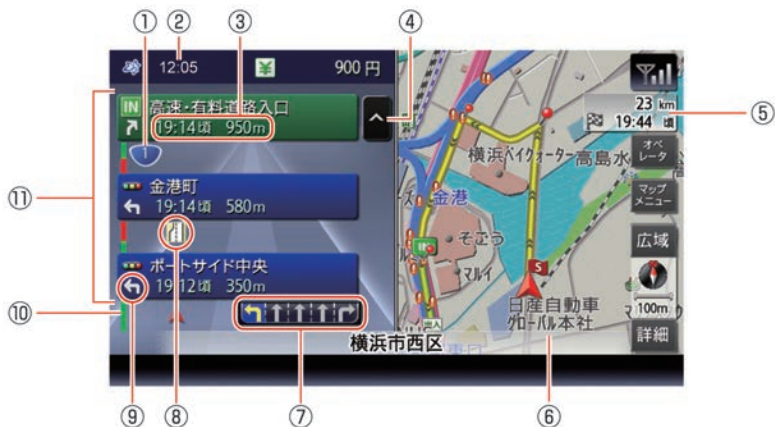 ① ② ③ ④
12:05 ¥ 900 円
IN 高速・有料道路入口
19:14頃 950m
1
⑪
金港町
19:14頃 580m
ポートサイド中央
19:12頃 350m
⑩
横浜市西区
23 km
19:44 頃
⑤
オペレータ
マップメニュー
広域
100m
詳細
横浜ベイクォーター
高島水
金港
そごう
マルイ
IN
S
日産自動車
グローバル本社
出入
⑨ ⑧ ⑦ ⑥